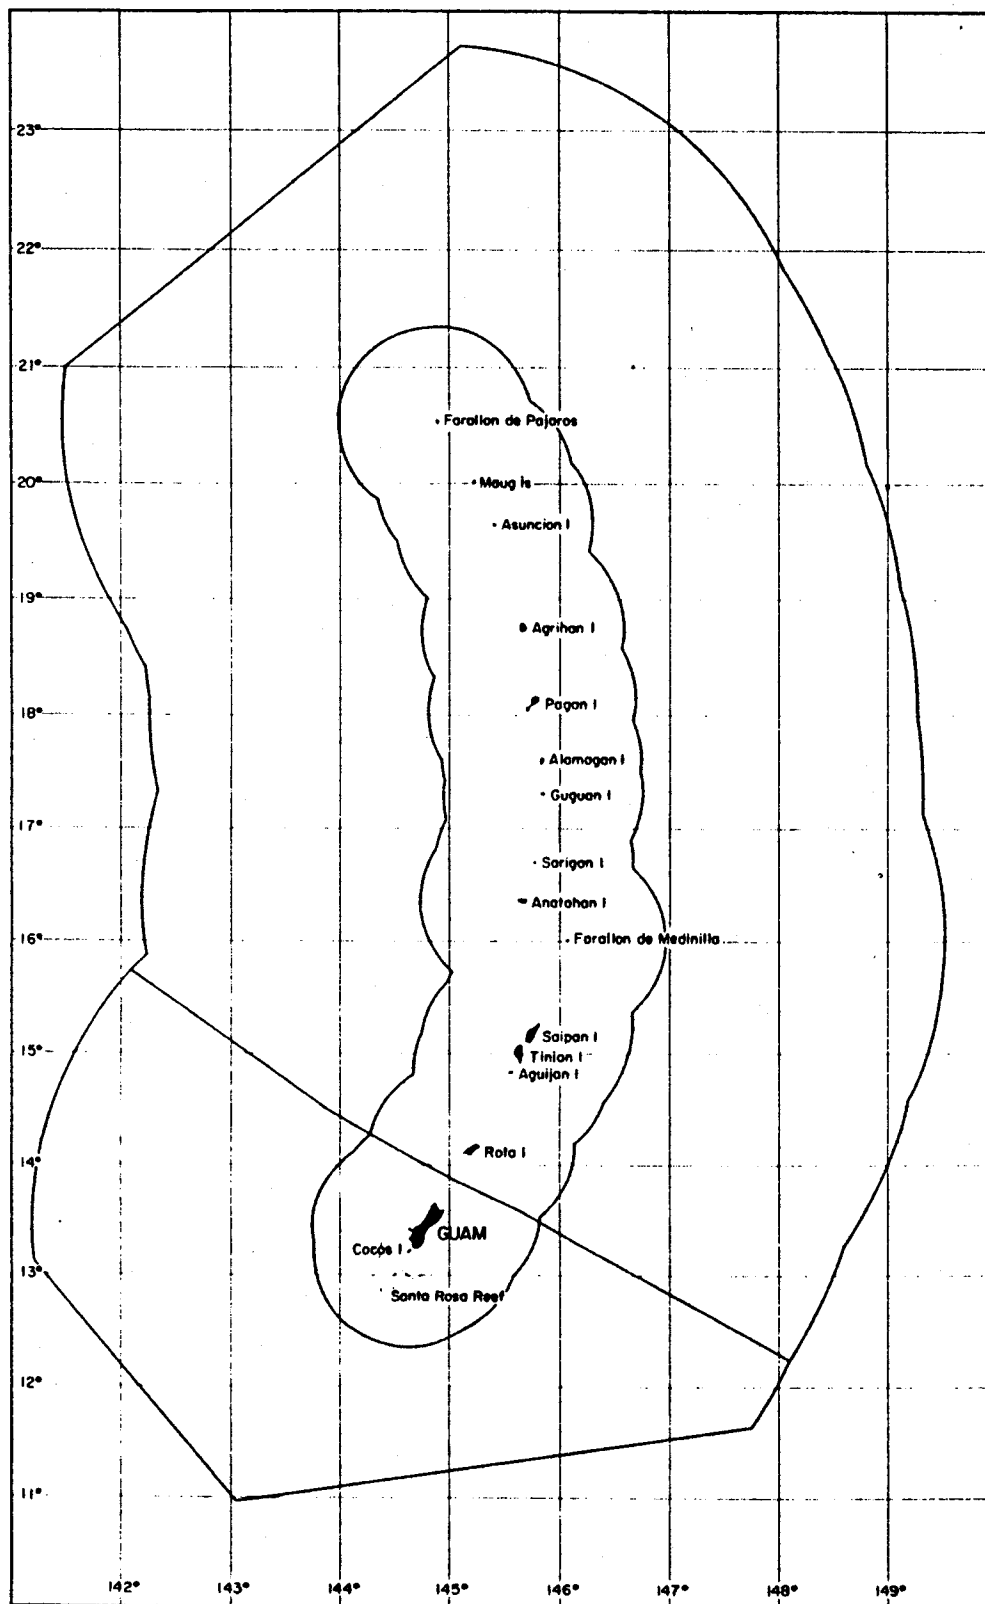 23°
22°
21°
Farallon de Pajaros
20°
Maug Is
Asuncion I
19°
Agrihan I
18°
Pagan I
Alamagan I
Guguan I
17°
Sarigan I
Anatahan I
16°
Farallon de Medinilla
Saipan I
15°
Tinian I
Aguijan I
14°
Rota I
GUAM
Cocos I
13°
Santa Rosa Reef
12°
11°
142° 143° 144° 145° 146° 147° 148° 149°